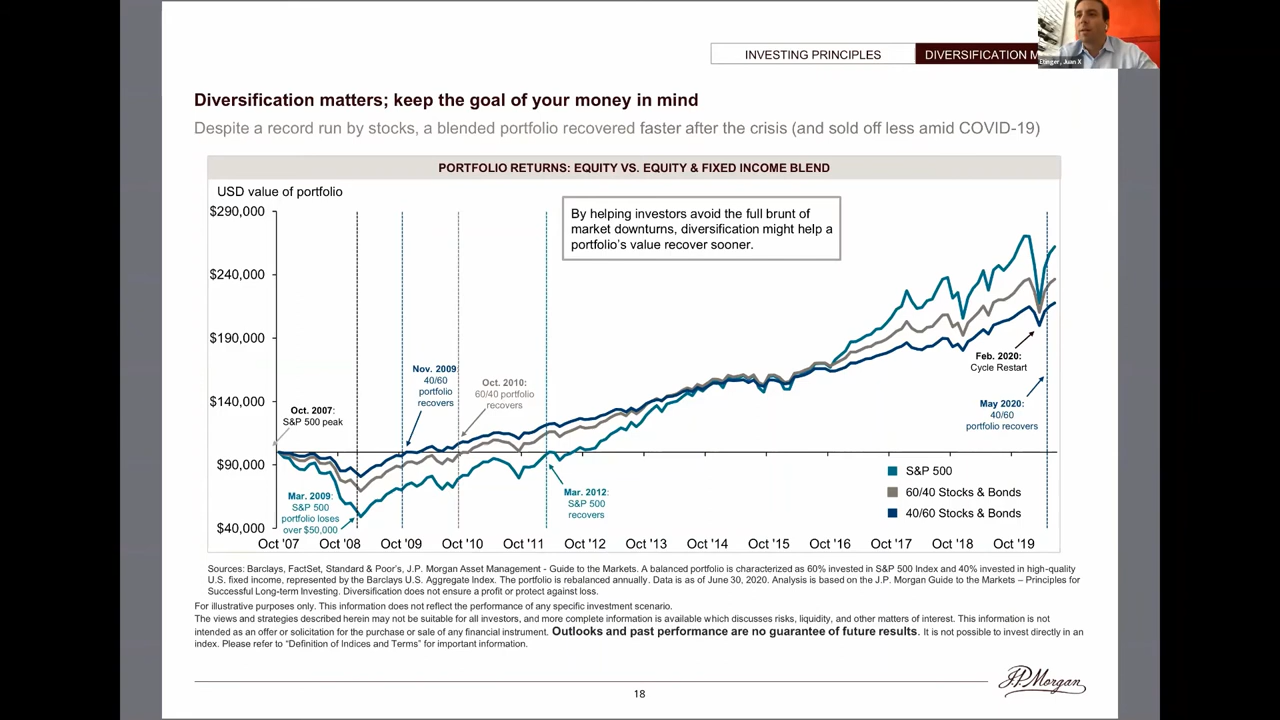 INVESTING PRINCIPLES
DIVERSIFICATION M
Etinger, Juan X
Diversification matters; keep the goal of your money in mind
Despite a record run by stocks, a blended portfolio recovered faster after the crisis (and sold off less amid COVID-19)
PORTFOLIO RETURNS: EQUITY VS. EQUITY & FIXED INCOME BLEND
USD value of portfolio
$290,000
$240,000
$190,000
$140,000
$90,000
$40,000
By helping investors avoid the full brunt of
market downturns, diversification might help a
portfolio's value recover sooner.
Oct. 2007:
S&P 500 peak
Mar. 2009:
S&P 500
portfolio loses
over $50,000
Nov. 2009:
40/60
portfolio
recovers
Oct. 2010:
60/40 portfolio
recovers
Mar. 2012:
S&P 500
recovers
Feb. 2020:
Cycle Restart
May 2020:
40/60
portfolio recovers
S&P 500
60/40 Stocks & Bonds
40/60 Stocks & Bonds
Oct '07 Oct '08 Oct '09 Oct '10 Oct '11 Oct '12 Oct '13 Oct '14 Oct '15 Oct '16 Oct '17 Oct '18 Oct '19
Sources: Barclays, FactSet, Standard & Poor's, J.P. Morgan Asset Management - Guide to the Markets. A balanced portfolio is characterized as 60% invested in S&P 500 Index and 40% invested in high-quality
U.S. fixed income, represented by the Barclays U.S. Aggregate Index. The portfolio is rebalanced annually. Data is as of June 30, 2020. Analysis is based on the J.P. Morgan Guide to the Markets – Principles for
Successful Long-term Investing. Diversification does not ensure a profit or protect against loss.
For illustrative purposes only. This information does not reflect the performance of any specific investment scenario.
The views and strategies described herein may not be suitable for all investors, and more complete information is available which discusses risks, liquidity, and other matters of interest. This information is not
intended as an offer or solicitation for the purchase or sale of any financial instrument. Outlooks and past performance are no guarantee of future results. It is not possible to invest directly in an
index. Please refer to "Definition of Indices and Terms" for important information.
J.P. Morgan
18